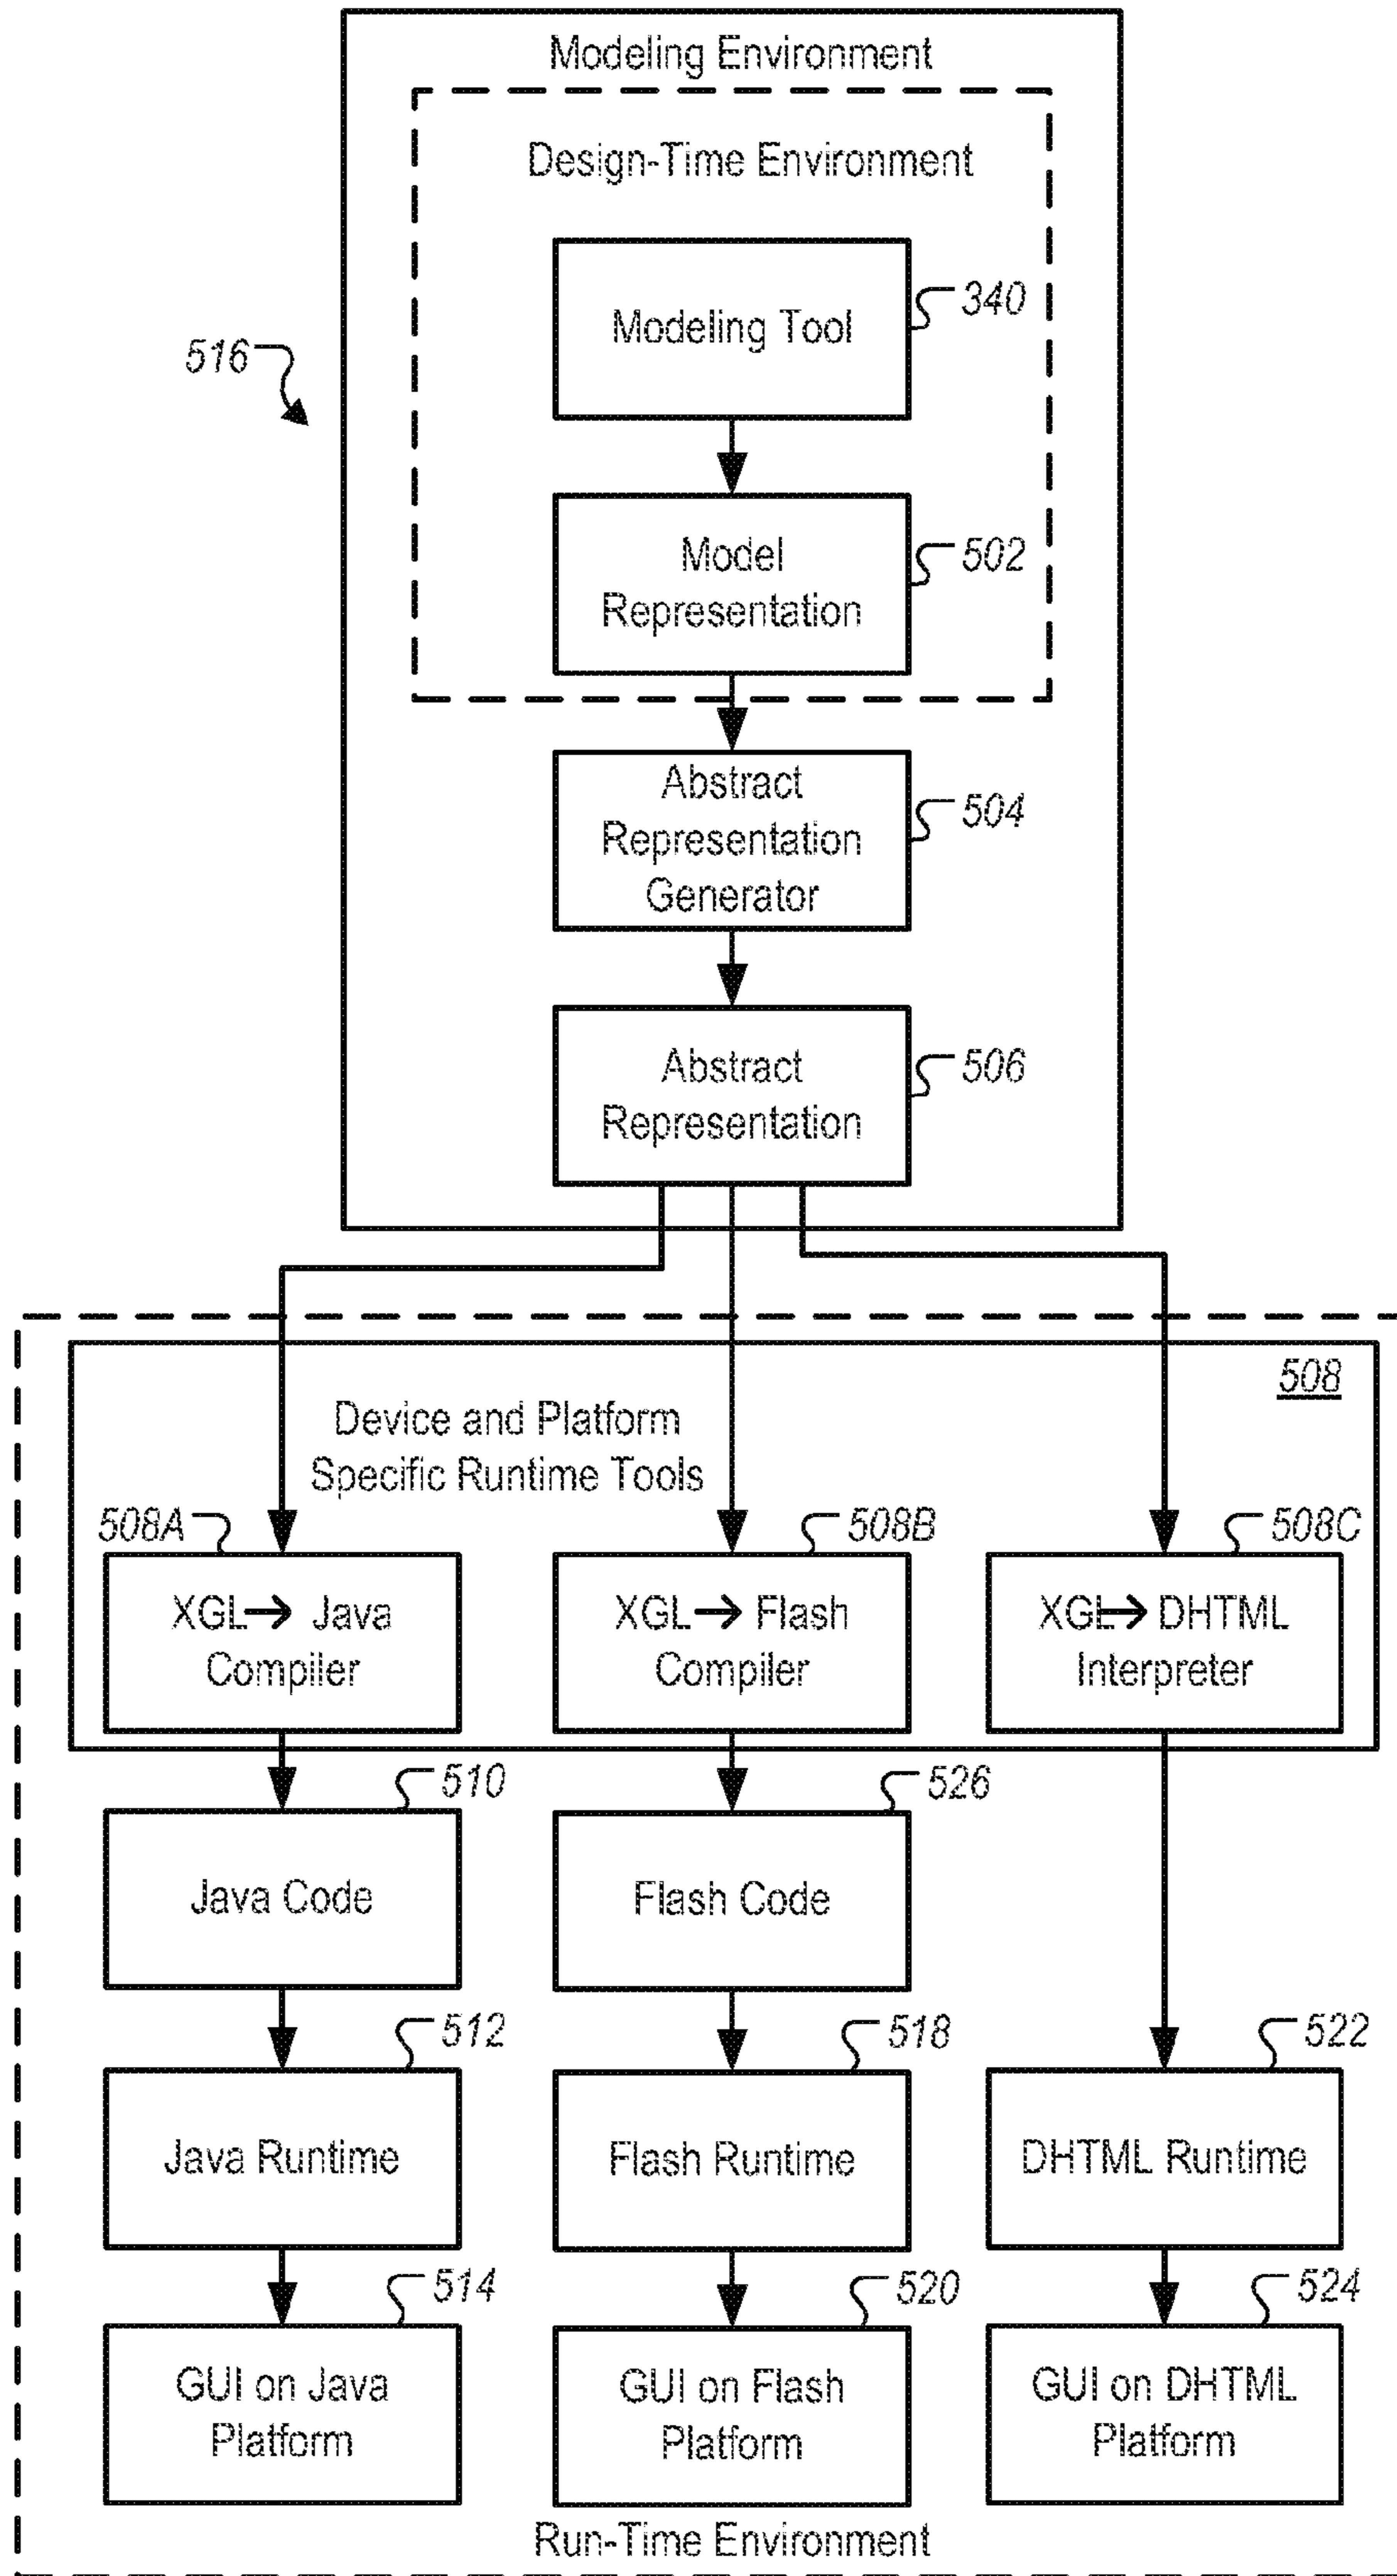 Modeling Environment
Design-Time Environment
Modeling Tool
340
516
Model
Representation
502
Abstract
Representation
Generator
504
Abstract
Representation
506
508
Device and Platform
Specific Runtime Tools
508A
508B
508C
XGL→ Java
Compiler
XGL→ Flash
Compiler
XGL→ DHTML
Interpreter
510
526
Java Code
Flash Code
512
518
522
Java Runtime
Flash Runtime
DHTML Runtime
514
520
524
GUI on Java
Platform
GUI on Flash
Platform
GUI on DHTML
Platform
Run-Time Environment